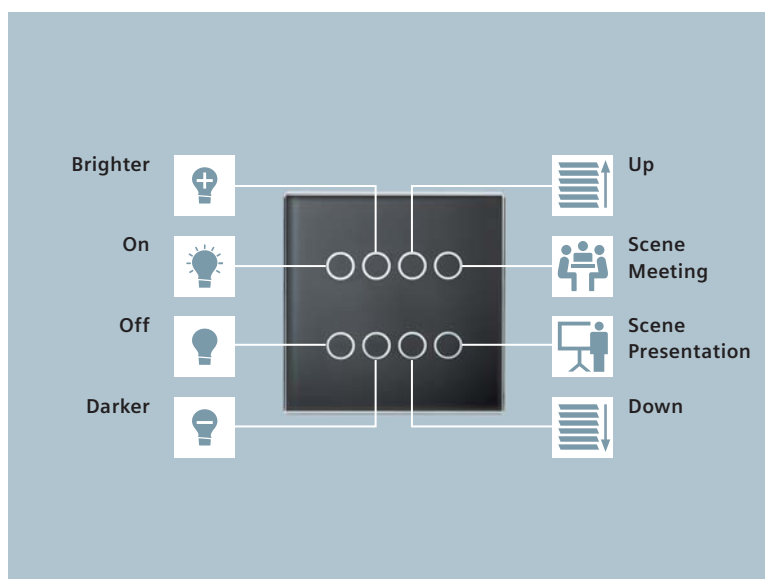 Brighter
On
Off
Darker
Up
Scene
Meeting
Scene
Presentation
Down